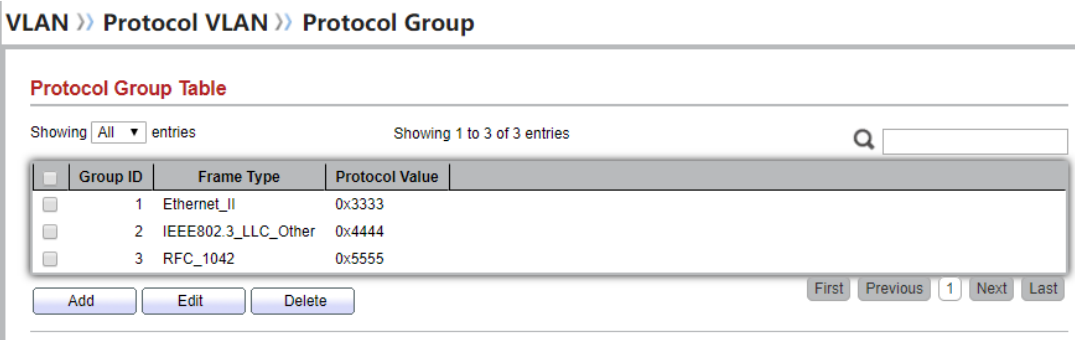 VLAN » Protocol VLAN » Protocol Group
Protocol Group Table
Showing All ▼ entries Showing 1 to 3 of 3 entries
Group ID Frame Type Protocol Value
1 Ethernet_II 0x3333
2 IEEE802.3_LLC_Other 0x4444
3 RFC_1042 0x5555
Add Edit Delete First Previous 1 Next Last